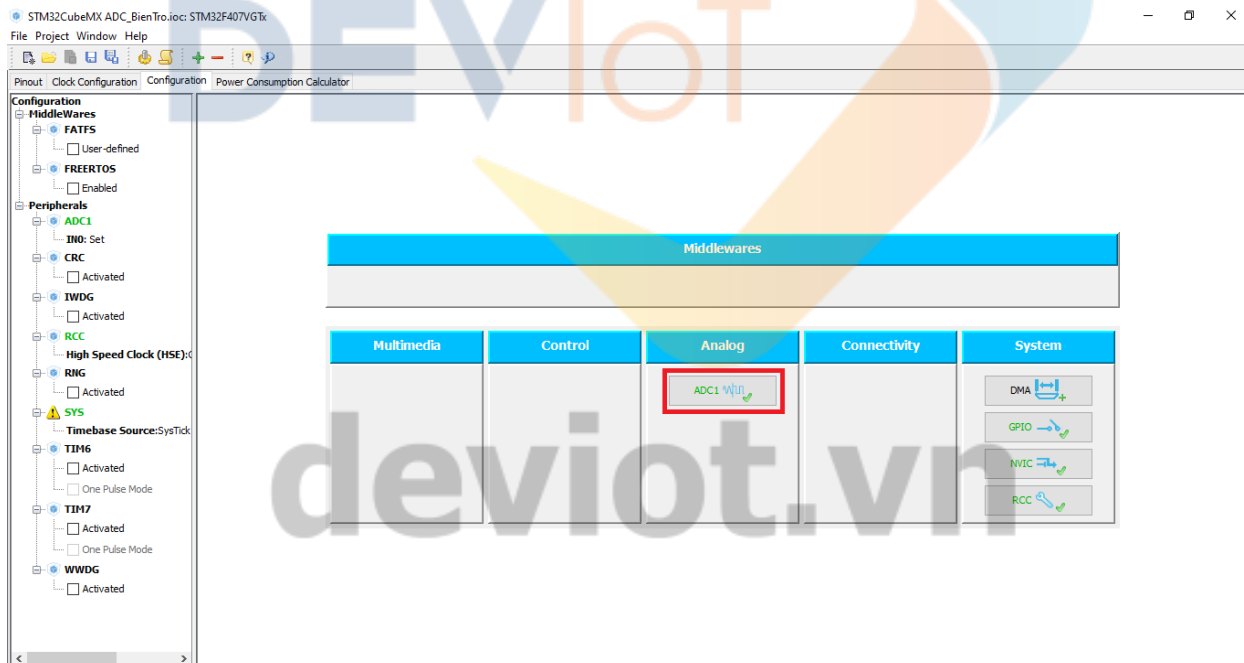 STM32CubeMX ADC_BienTro.ioc: STM32F407VGTx
File Project Window Help
Pinout Clock Configuration Configuration Power Consumption Calculator
Configuration
MiddleWares
FATFS
User-defined
FREERTOS
Enabled
Peripherals
ADC1
IN0: Set
CRC
Activated
IWDG
Activated
RCC
High Speed Clock (HSE):
RNG
Activated
SYS
Timebase Source:SysTick
TIM6
Activated
One Pulse Mode
TIM7
Activated
One Pulse Mode
WWDG
Activated
DEVIoT
Middlewares
Multimedia Control Analog Connectivity System
ADC1
DMA
GPIO
NVIC
RCC
deviot.vn